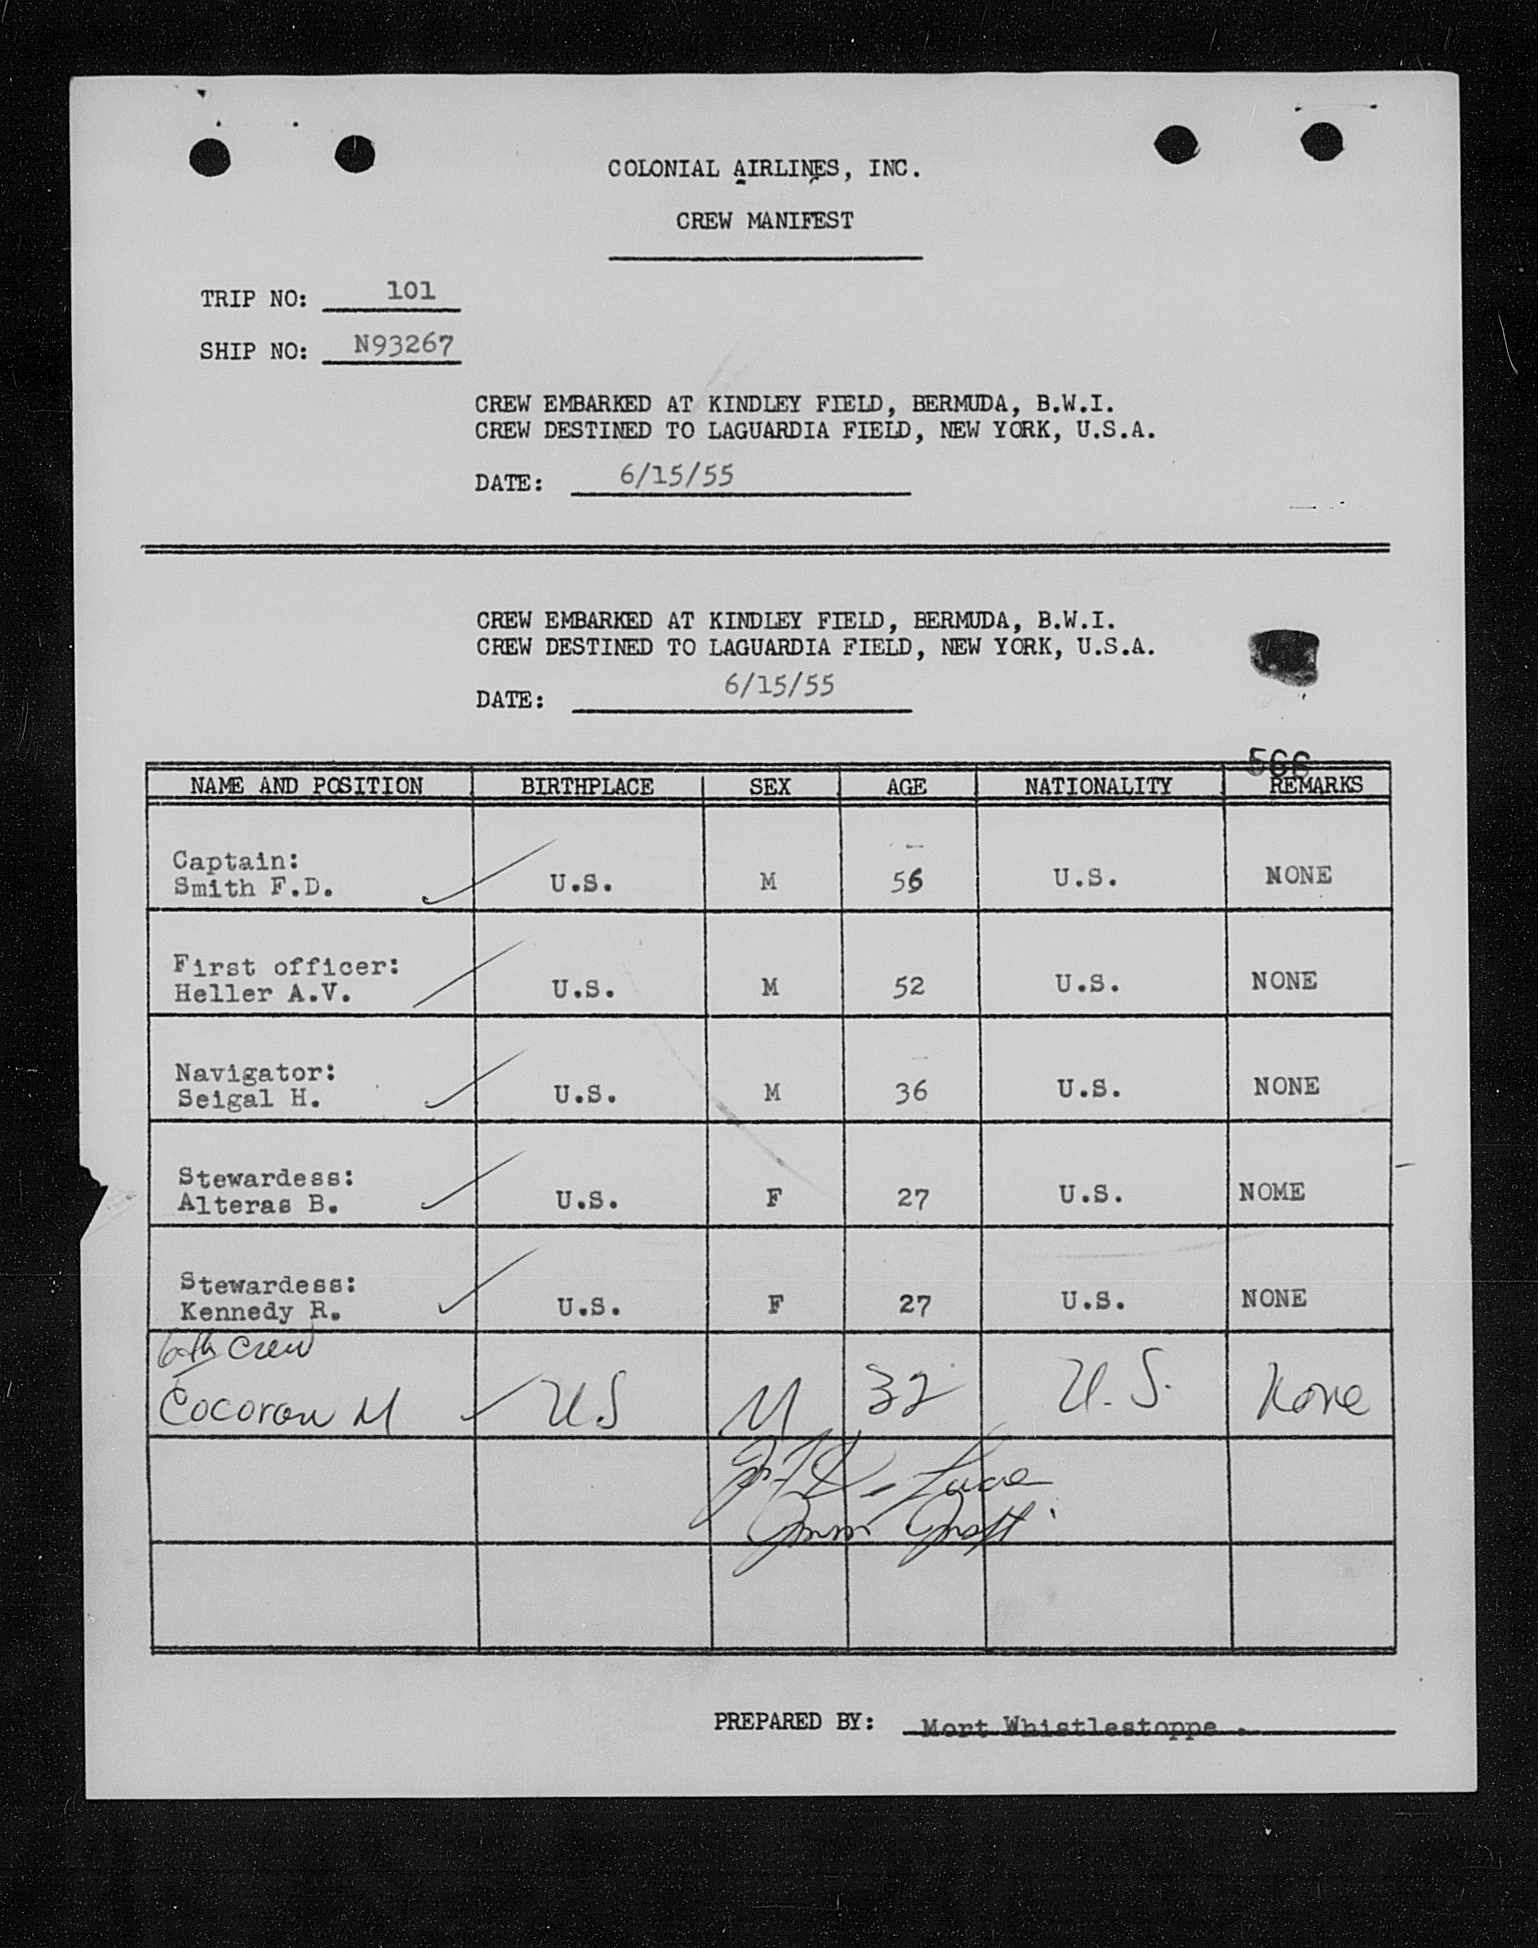 COLONIAL AIRLINES, INC.
CREW MANIFEST
TRIP NO: 101
SHIP NO: N93267
CREW EMBARKED AT KINDLEY FIELD, BERMUDA, B.W.I.
CREW DESTINED TO LAGUARDIA FIELD, NEW YORK, U.S.A.
DATE: 6/15/55
CREW EMBARKED AT KINDLEY FIELD, BERMUDA, B.W.I.
CREW DESTINED TO LAGUARDIA FIELD, NEW YORK, U.S.A.
DATE: 6/15/55
566
NAME AND POSITION BIRTHPLACE SEX AGE NATIONALITY REMARKS
Captain:
Smith F.D. U.S. M 56 U.S. NONE
First officer:
Heller A.V. U.S. M 52 U.S. NONE
Navigator:
Seigal H. U.S. M 36 U.S. NONE
Stewardess:
Alteras B. U.S. F 27 U.S. NOME
Stewardess:
Kennedy R. U.S. F 27 U.S. NONE
6th Crew
Cocoran M US M 32 U.S. None
PREPARED BY: Mort Whistlestoppe .